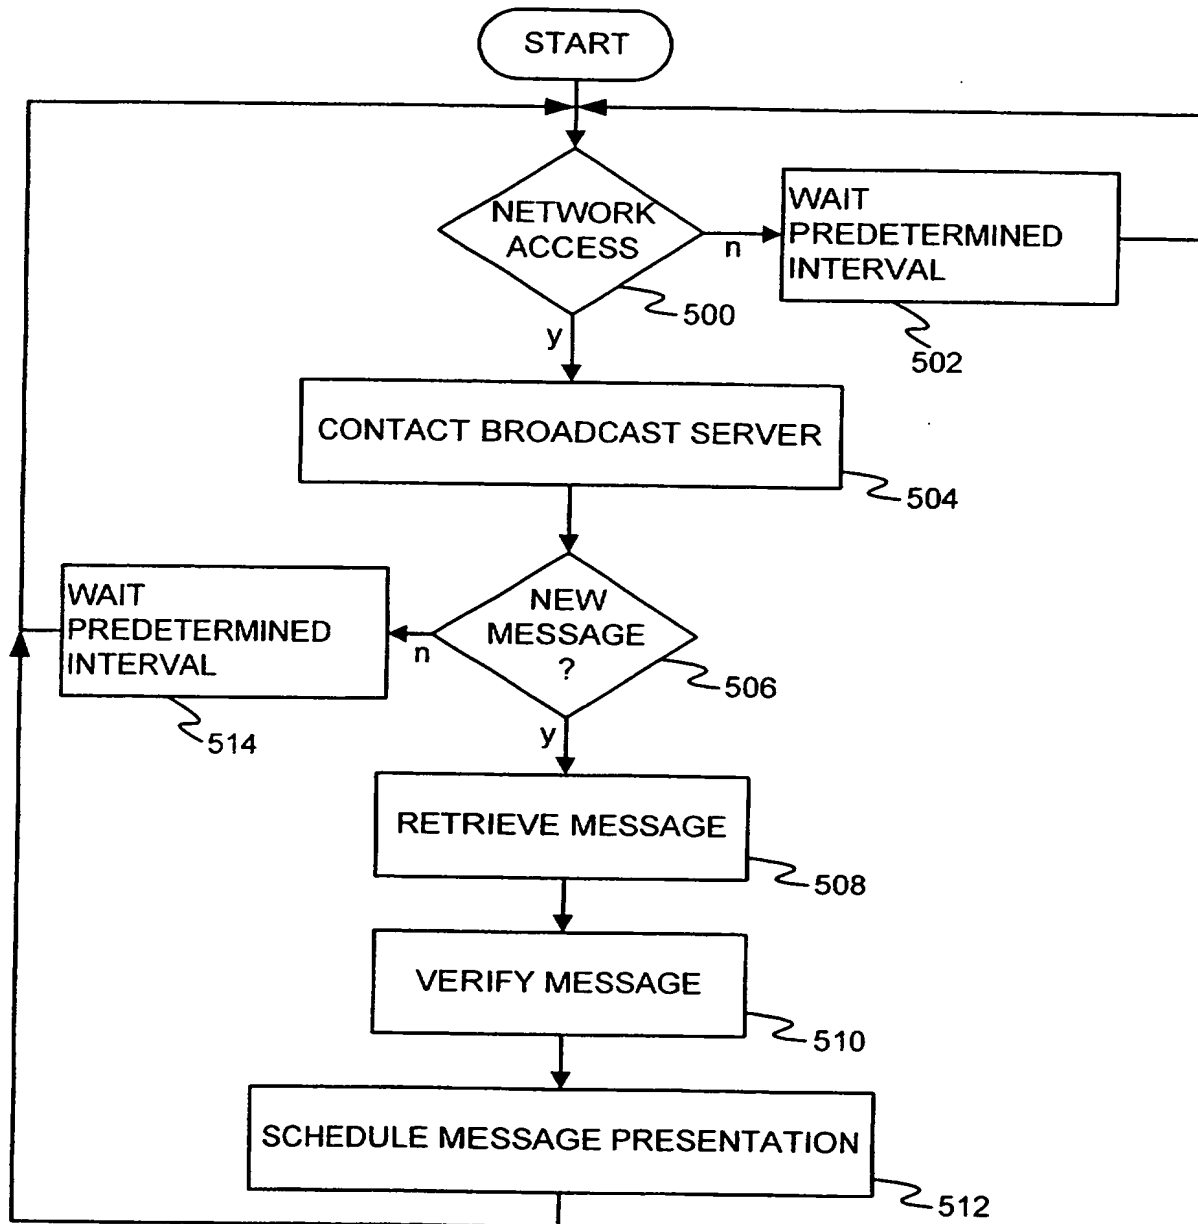 START
NETWORK
ACCESS
n
WAIT
PREDETERMINED
INTERVAL
500
502
y
CONTACT BROADCAST SERVER
504
NEW
MESSAGE
?
n
WAIT
PREDETERMINED
INTERVAL
506
514
y
RETRIEVE MESSAGE
508
VERIFY MESSAGE
510
SCHEDULE MESSAGE PRESENTATION
512